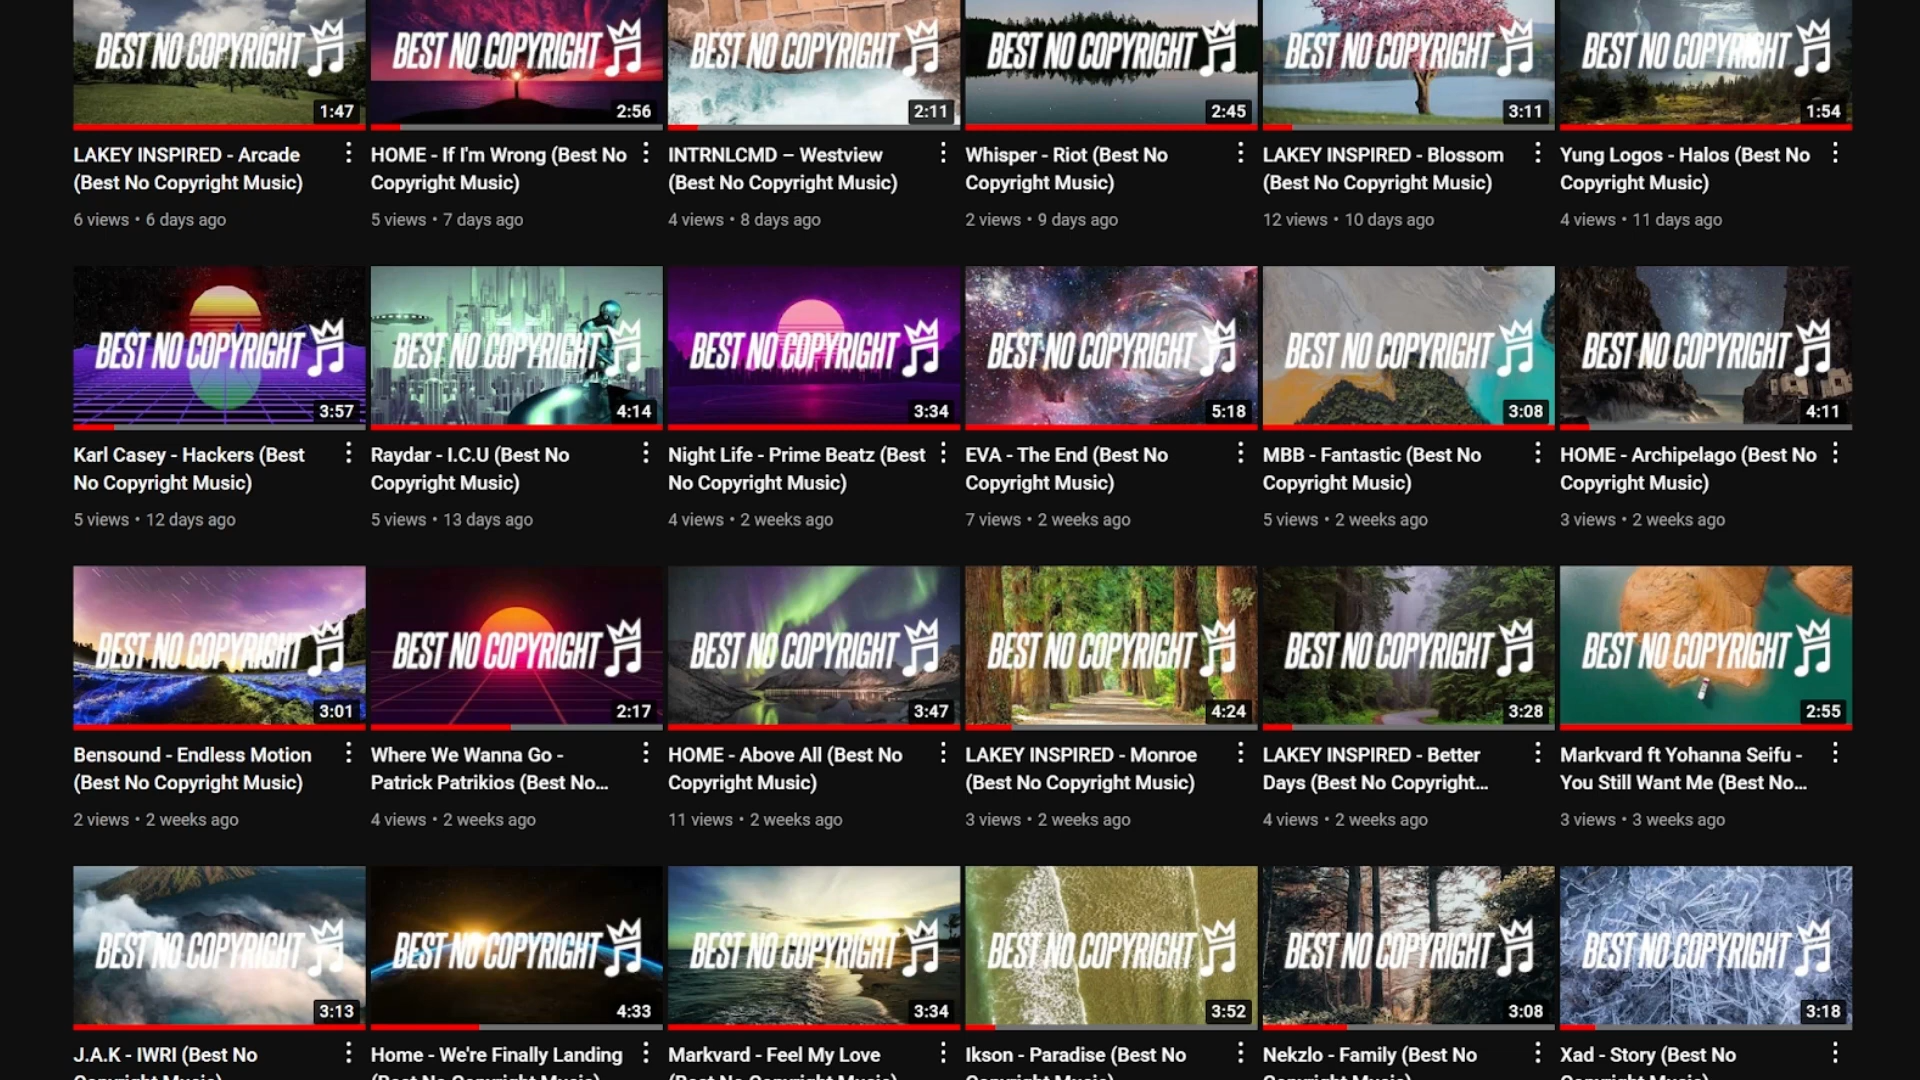 BEST NO COPYRIGHT
1:47
BEST NO COPYRIGHT
2:56
BEST NO COPYRIGHT
2:11
BEST NO COPYRIGHT
2:45
BEST NO COPYRIGHT
3:11
BEST NO COPYRIGHT
1:54
LAKEY INSPIRED - Arcade
(Best No Copyright Music)
6 views • 6 days ago
HOME - If I'm Wrong (Best No
Copyright Music)
5 views • 7 days ago
INTRNLCMD – Westview
(Best No Copyright Music)
4 views • 8 days ago
Whisper - Riot (Best No
Copyright Music)
2 views • 9 days ago
LAKEY INSPIRED - Blossom
(Best No Copyright Music)
12 views • 10 days ago
Yung Logos - Halos (Best No
Copyright Music)
4 views • 11 days ago
BEST NO COPYRIGHT
3:57
BEST NO COPYRIGHT
4:14
BEST NO COPYRIGHT
3:34
BEST NO COPYRIGHT
5:18
BEST NO COPYRIGHT
3:08
BEST NO COPYRIGHT
4:11
Karl Casey - Hackers (Best
No Copyright Music)
5 views • 12 days ago
Raydar - I.C.U (Best No
Copyright Music)
5 views • 13 days ago
Night Life - Prime Beatz (Best
No Copyright Music)
4 views • 2 weeks ago
EVA - The End (Best No
Copyright Music)
7 views • 2 weeks ago
MBB - Fantastic (Best No
Copyright Music)
5 views • 2 weeks ago
HOME - Archipelago (Best No
Copyright Music)
3 views • 2 weeks ago
BEST NO COPYRIGHT
3:01
BEST NO COPYRIGHT
2:17
BEST NO COPYRIGHT
3:47
BEST NO COPYRIGHT
4:24
BEST NO COPYRIGHT
3:28
BEST NO COPYRIGHT
2:55
Bensound - Endless Motion
(Best No Copyright Music)
2 views • 2 weeks ago
Where We Wanna Go -
Patrick Patrikios (Best No...
4 views • 2 weeks ago
HOME - Above All (Best No
Copyright Music)
11 views • 2 weeks ago
LAKEY INSPIRED - Monroe
(Best No Copyright Music)
3 views • 2 weeks ago
LAKEY INSPIRED - Better
Days (Best No Copyright...
4 views • 2 weeks ago
Markvard ft Yohanna Seifu -
You Still Want Me (Best No...
3 views • 3 weeks ago
BEST NO COPYRIGHT
3:13
BEST NO COPYRIGHT
4:33
BEST NO COPYRIGHT
3:34
BEST NO COPYRIGHT
3:52
BEST NO COPYRIGHT
3:08
BEST NO COPYRIGHT
3:18
J.A.K - IWRI (Best No
Copyright Music)
Home - We're Finally Landing
(Best No Copyright Music)
Markvard - Feel My Love
(Best No Copyright Music)
Ikson - Paradise (Best No
Copyright Music)
Nekzlo - Family (Best No
Copyright Music)
Xad - Story (Best No
Copyright Music)